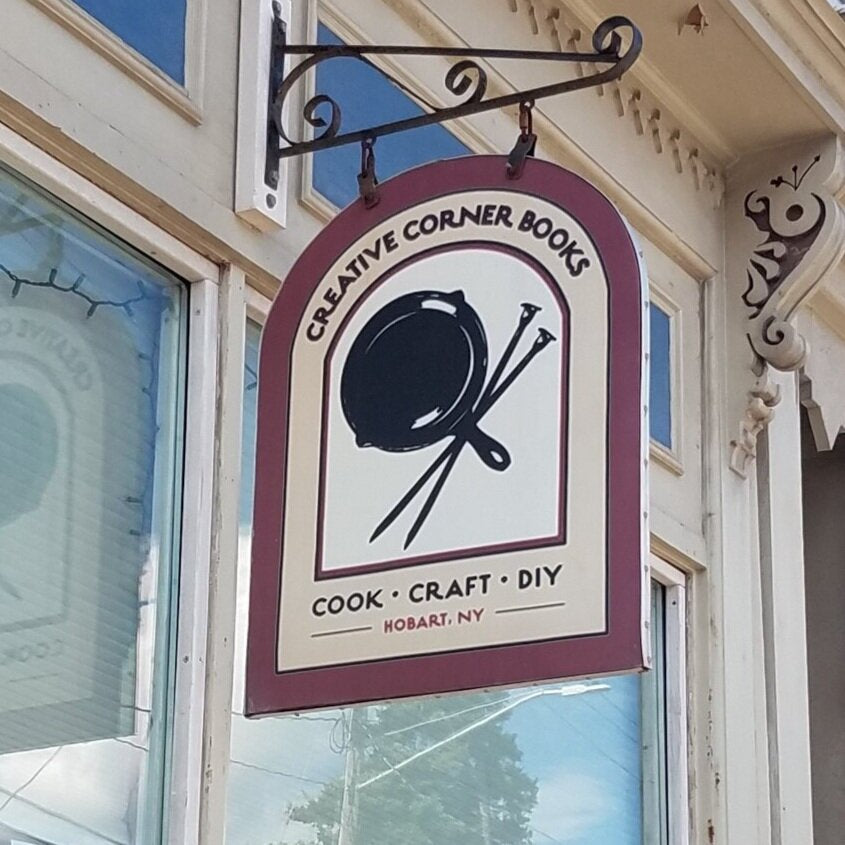 CREATIVE CORNER BOOKS
COOK · CRAFT · DIY
HOBART, NY